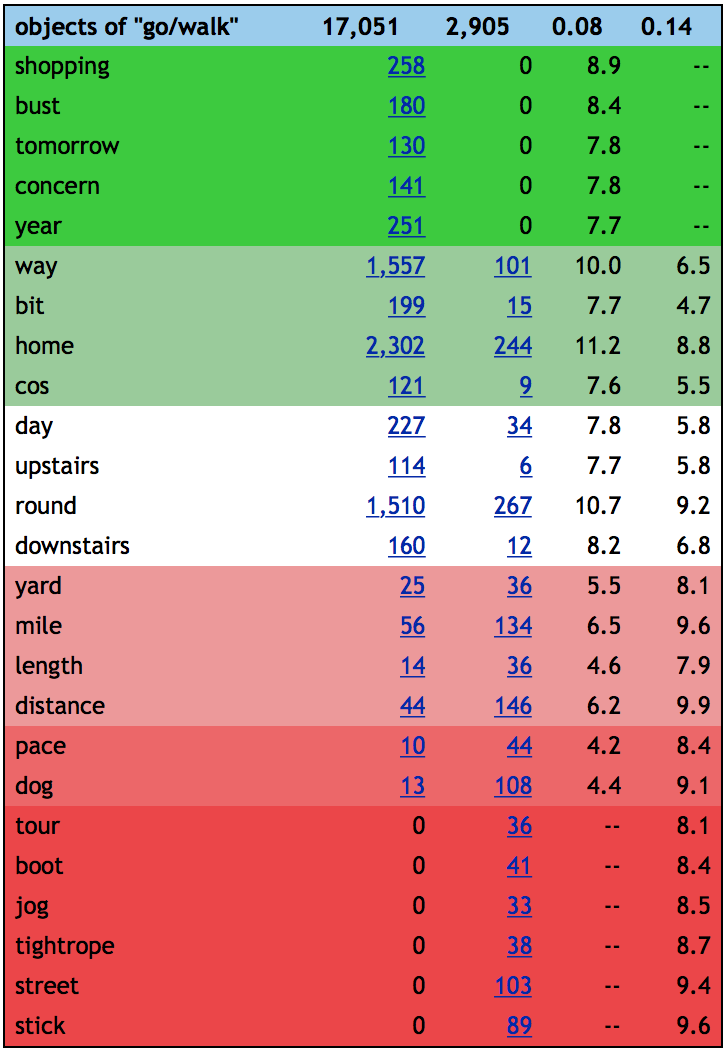 objects of "go/walk" 17,051 2,905 0.08 0.14
shopping 258 0 8.9 --
bust 180 0 8.4 --
tomorrow 130 0 7.8 --
concern 141 0 7.8 --
year 251 0 7.7 --
way 1,557 101 10.0 6.5
bit 199 15 7.7 4.7
home 2,302 244 11.2 8.8
cos 121 9 7.6 5.5
day 227 34 7.8 5.8
upstairs 114 6 7.7 5.8
round 1,510 267 10.7 9.2
downstairs 160 12 8.2 6.8
yard 25 36 5.5 8.1
mile 56 134 6.5 9.6
length 14 36 4.6 7.9
distance 44 146 6.2 9.9
pace 10 44 4.2 8.4
dog 13 108 4.4 9.1
tour 0 36 -- 8.1
boot 0 41 -- 8.4
jog 0 33 -- 8.5
tightrope 0 38 -- 8.7
street 0 103 -- 9.4
stick 0 89 -- 9.6